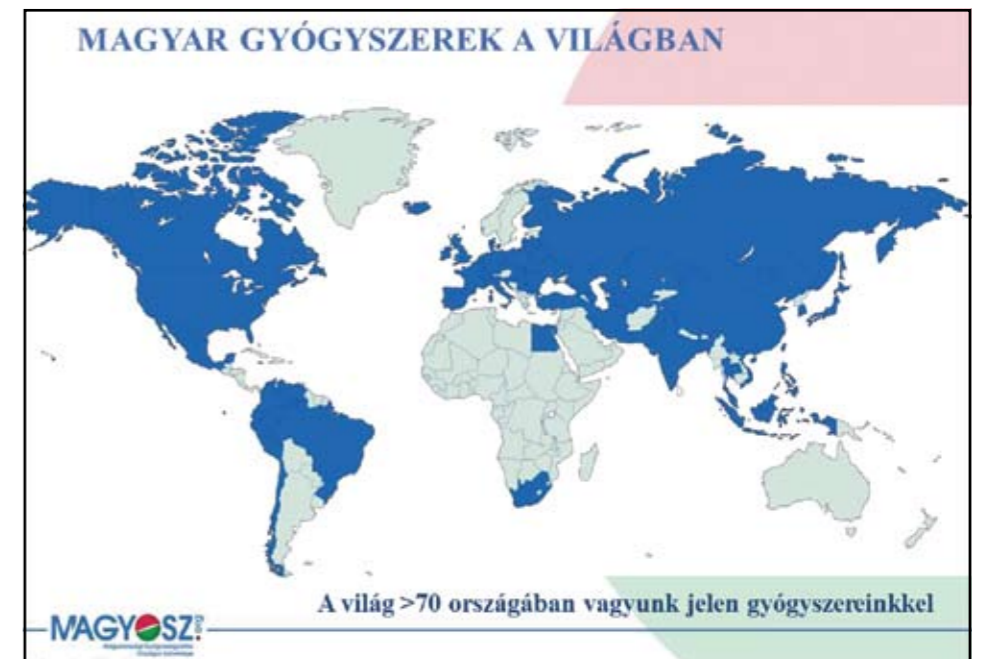 MAGYAR GYÓGYSZEREK A VILÁGBAN
A világ >70 országában vagyunk jelen gyógyszereinkkel
MAGYOSZ